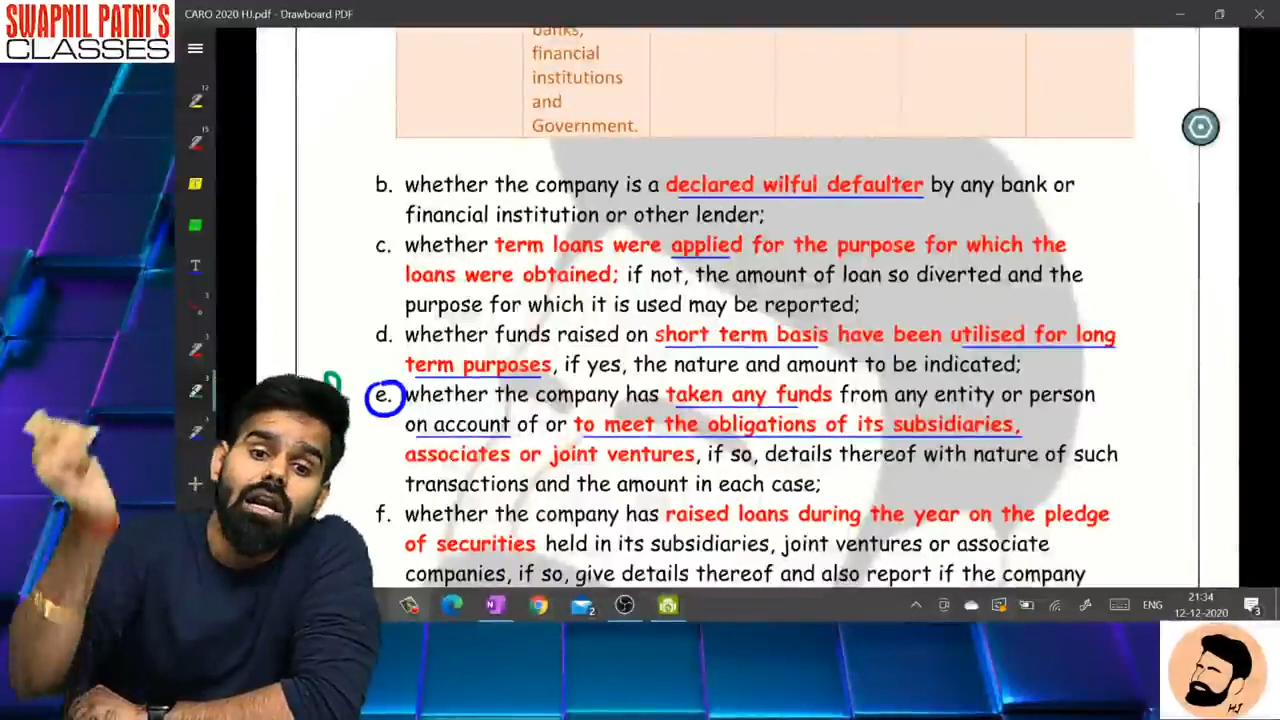 SWAPNIL PATNI'S
CLASSES
CARO 2020 HJ.pdf - Drawboard PDF
banks,
financial
institutions
and
Government.
b. whether the company is a declared wilful defaulter by any bank or
financial institution or other lender;
c. whether term loans were applied for the purpose for which the
loans were obtained; if not, the amount of loan so diverted and the
purpose for which it is used may be reported;
d. whether funds raised on short term basis have been utilised for long
term purposes, if yes, the nature and amount to be indicated;
e. whether the company has taken any funds from any entity or person
on account of or to meet the obligations of its subsidiaries,
associates or joint ventures, if so, details thereof with nature of such
transactions and the amount in each case;
f. whether the company has raised loans during the year on the pledge
of securities held in its subsidiaries, joint ventures or associate
companies, if so, give details thereof and also report if the company
12
15
T
3
3
3
2
ENG
21:34
12-12-2020
3
HJ